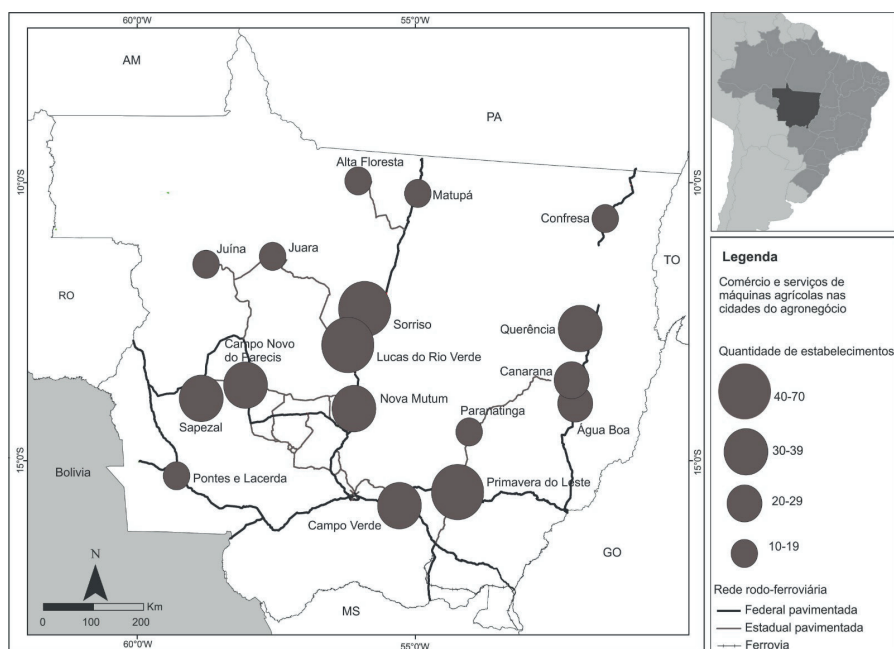 60°0'W
55°0'W
AM
PA
Alta Floresta
Matupá
10°0'S
10°0'S
Confresa
Juína
Juara
TO
RO
Sorriso
Querência
Campo Novo
do Parecis
Lucas do Rio Verde
Canarana
Nova Mutum
Sapezal
Paranatinga
Água Boa
15°0'S
15°0'S
Bolivia
Pontes e Lacerda
Primavera do Leste
Campo Verde
GO
N
MS
0 100 200 Km
60°0'W
55°0'W
Legenda
Comércio e serviços de
máquinas agrícolas nas
cidades do agronegócio
Quantidade de estabelecimentos
40-70
30-39
20-29
10-19
Rede rodo-ferroviária
Federal pavimentada
Estadual pavimentada
Ferrovia